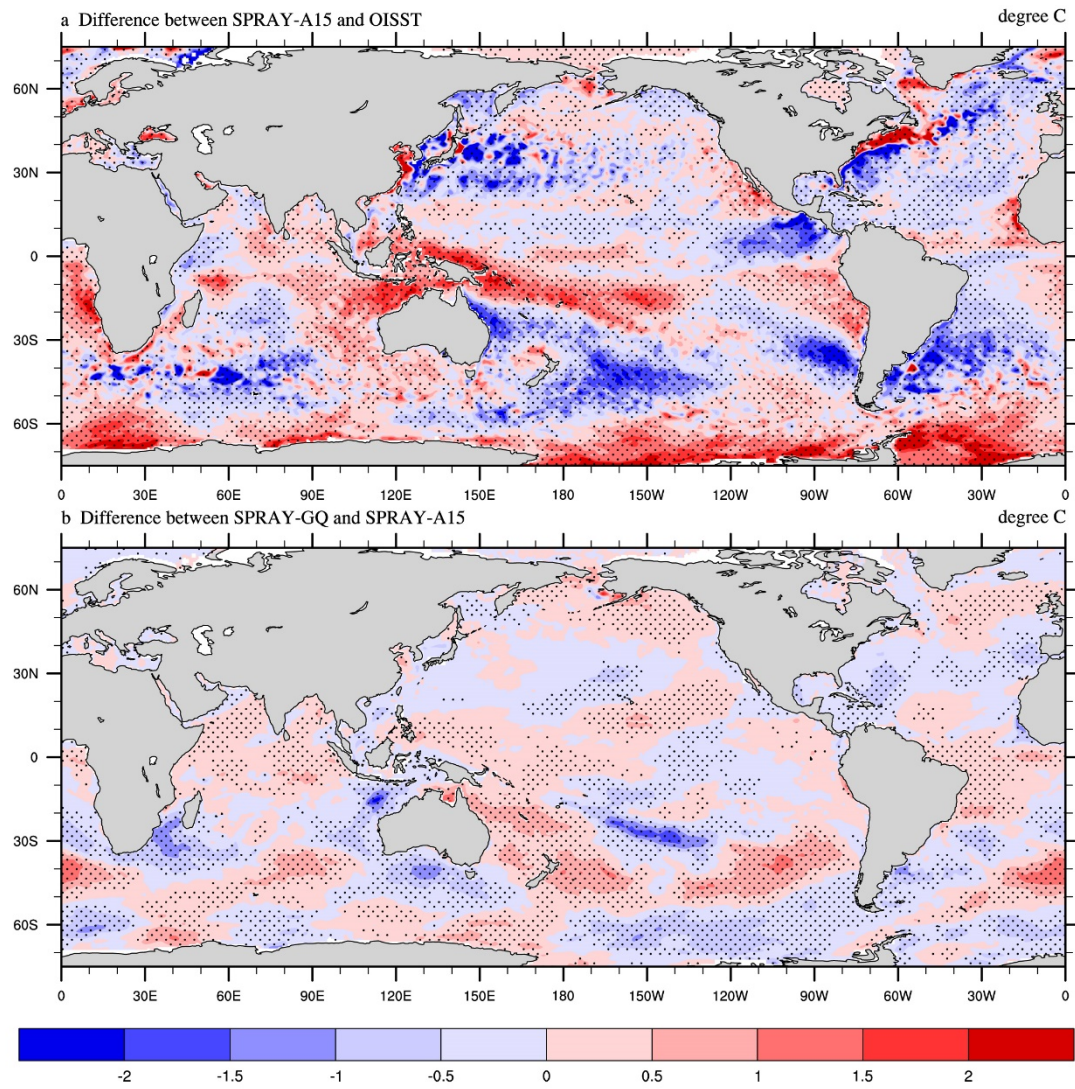 a Difference between SPRAY-A15 and OISST degree C
60N
30N
0
30S
60S
0 30E 60E 90E 120E 150E 180 150W 120W 90W 60W 30W 0
b Difference between SPRAY-GQ and SPRAY-A15 degree C
60N
30N
0
30S
60S
0 30E 60E 90E 120E 150E 180 150W 120W 90W 60W 30W 0
-2 -1.5 -1 -0.5 0 0.5 1 1.5 2